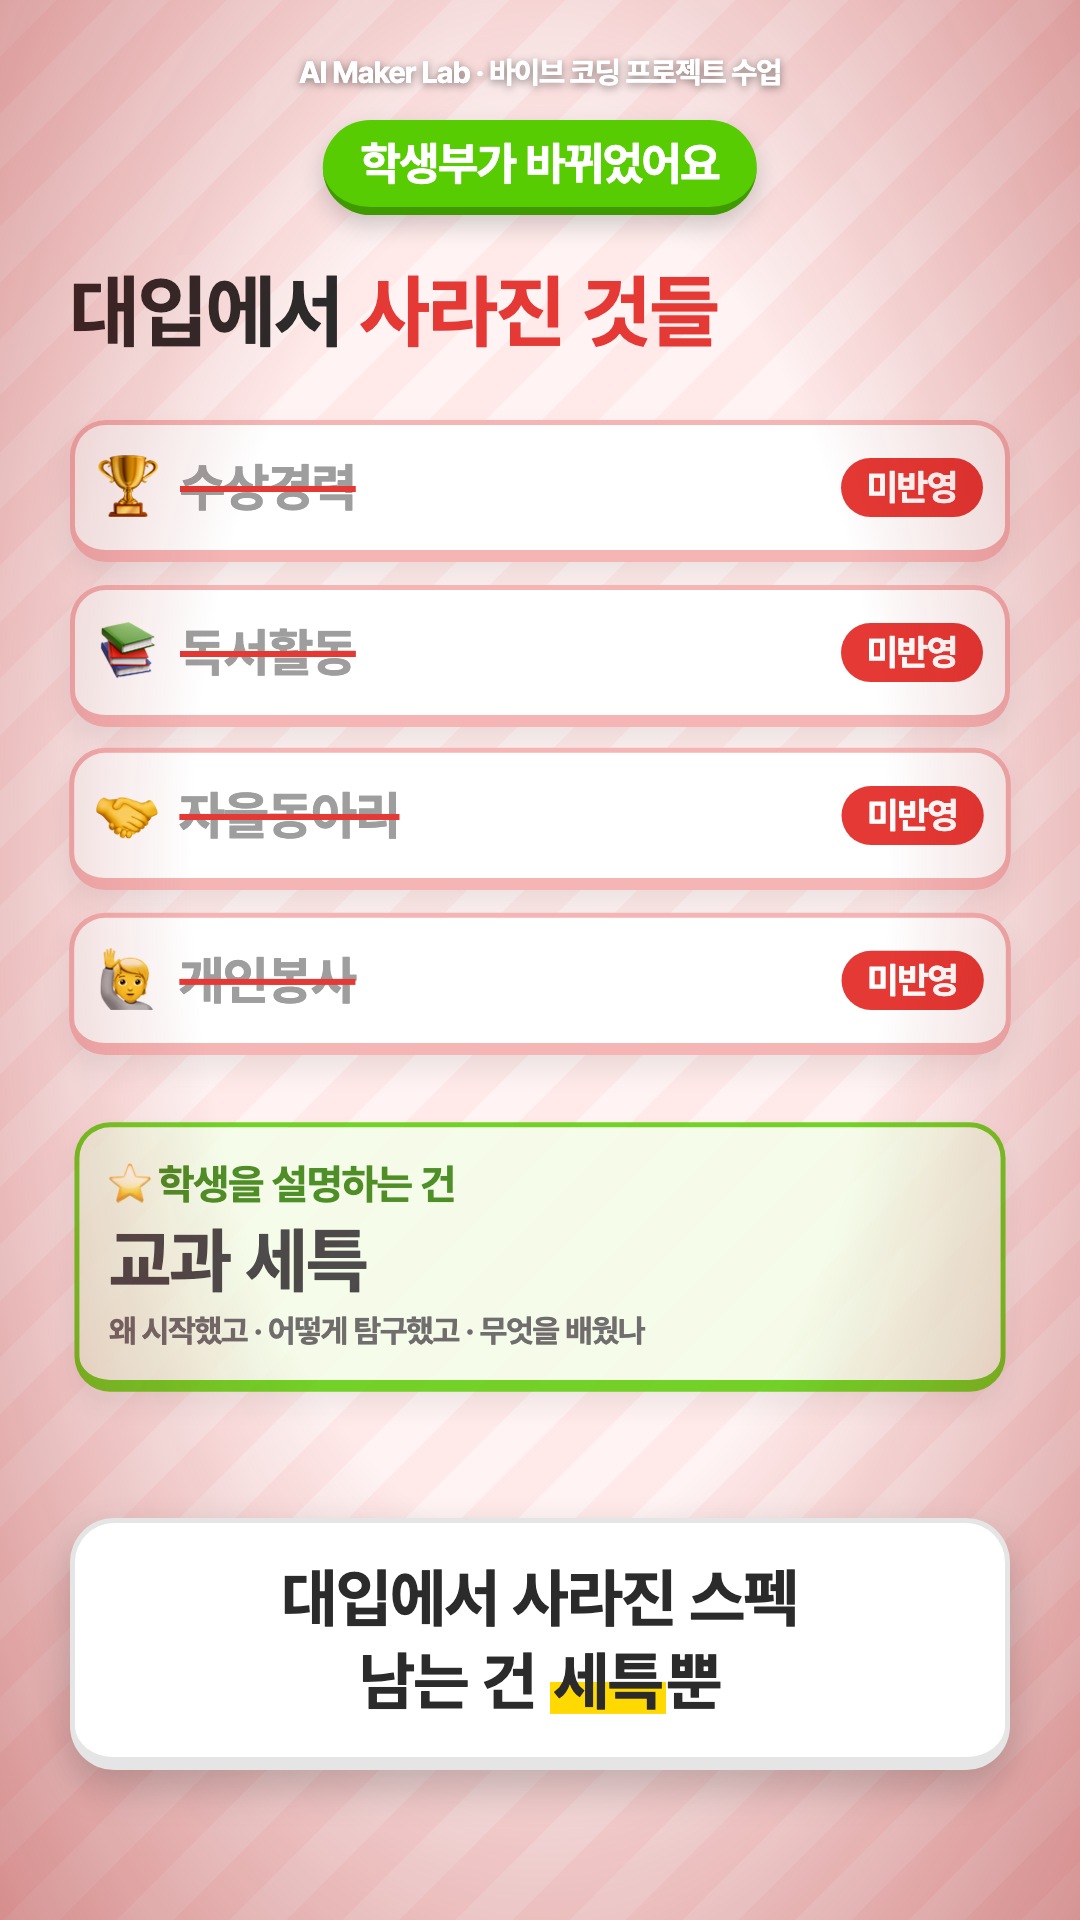 AI Maker Lab · 바이브 코딩 프로젝트 수업
학생부가 바뀌었어요
대입에서 사라진 것들
수상경력 미반영
독서활동 미반영
자율동아리 미반영
개인봉사 미반영
⭐ 학생을 설명하는 건
교과 세특
왜 시작했고 · 어떻게 탐구했고 · 무엇을 배웠나
대입에서 사라진 스펙
남는 건 세특뿐